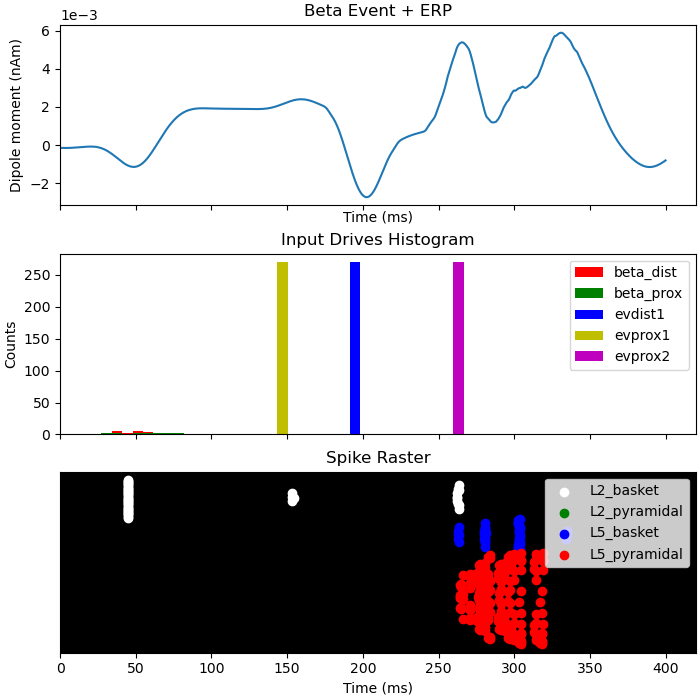 Beta Event + ERP
1e−3
Dipole moment (nAm)
6
4
2
0
−2
Time (ms)
Input Drives Histogram
Counts
250
200
150
100
50
0
beta_dist
beta_prox
evdist1
evprox1
evprox2
Spike Raster
L2_basket
L2_pyramidal
L5_basket
L5_pyramidal
0 50 100 150 200 250 300 350 400
Time (ms)